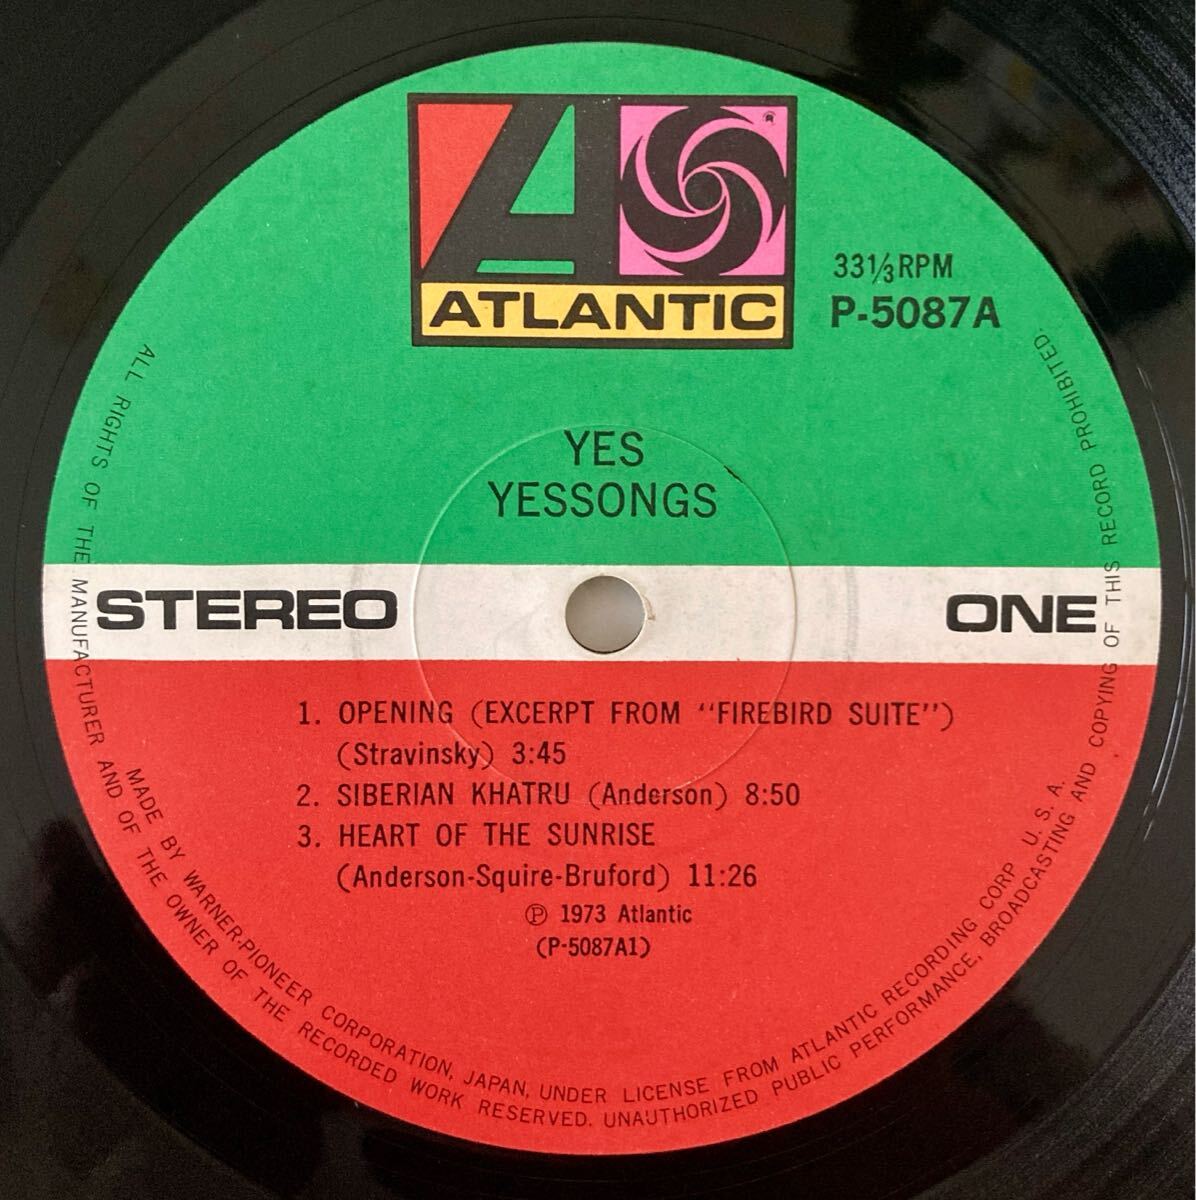 ATLANTIC
33⅓ RPM
P-5087A
YES
YESSONGS
STEREO
ONE
1. OPENING (EXCERPT FROM "FIREBIRD SUITE")
(Stravinsky) 3:45
2. SIBERIAN KHATRU (Anderson) 8:50
3. HEART OF THE SUNRISE
(Anderson-Squire-Bruford) 11:26
℗ 1973 Atlantic
(P-5087A1)
MADE BY WARNER-PIONEER CORPORATION, JAPAN, UNDER LICENSE FROM ATLANTIC RECORDING CORP. U. S. A.
ALL RIGHTS OF THE MANUFACTURER AND OF THE OWNER OF THE RECORDED WORK RESERVED. UNAUTHORIZED PUBLIC PERFORMANCE, BROADCASTING AND COPYING OF THIS RECORD PROHIBITED.